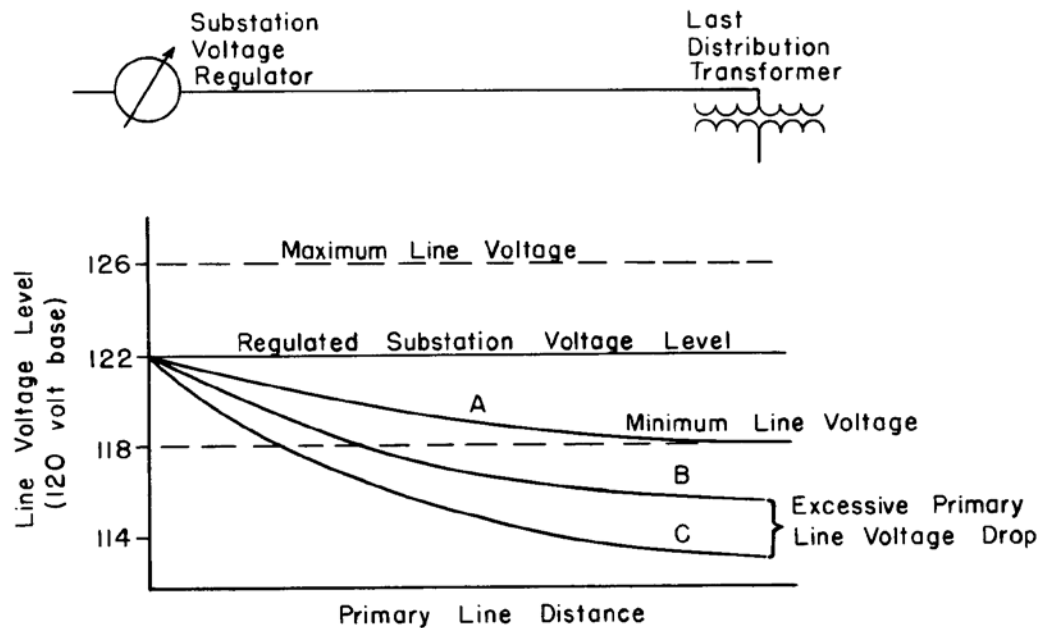 Substation
Voltage
Regulator
Last
Distribution
Transformer
Line Voltage Level
(120 volt base)
126
122
118
114
Maximum Line Voltage
Regulated Substation Voltage Level
A
Minimum Line Voltage
B
C
Excessive Primary
Line Voltage Drop
Primary Line Distance